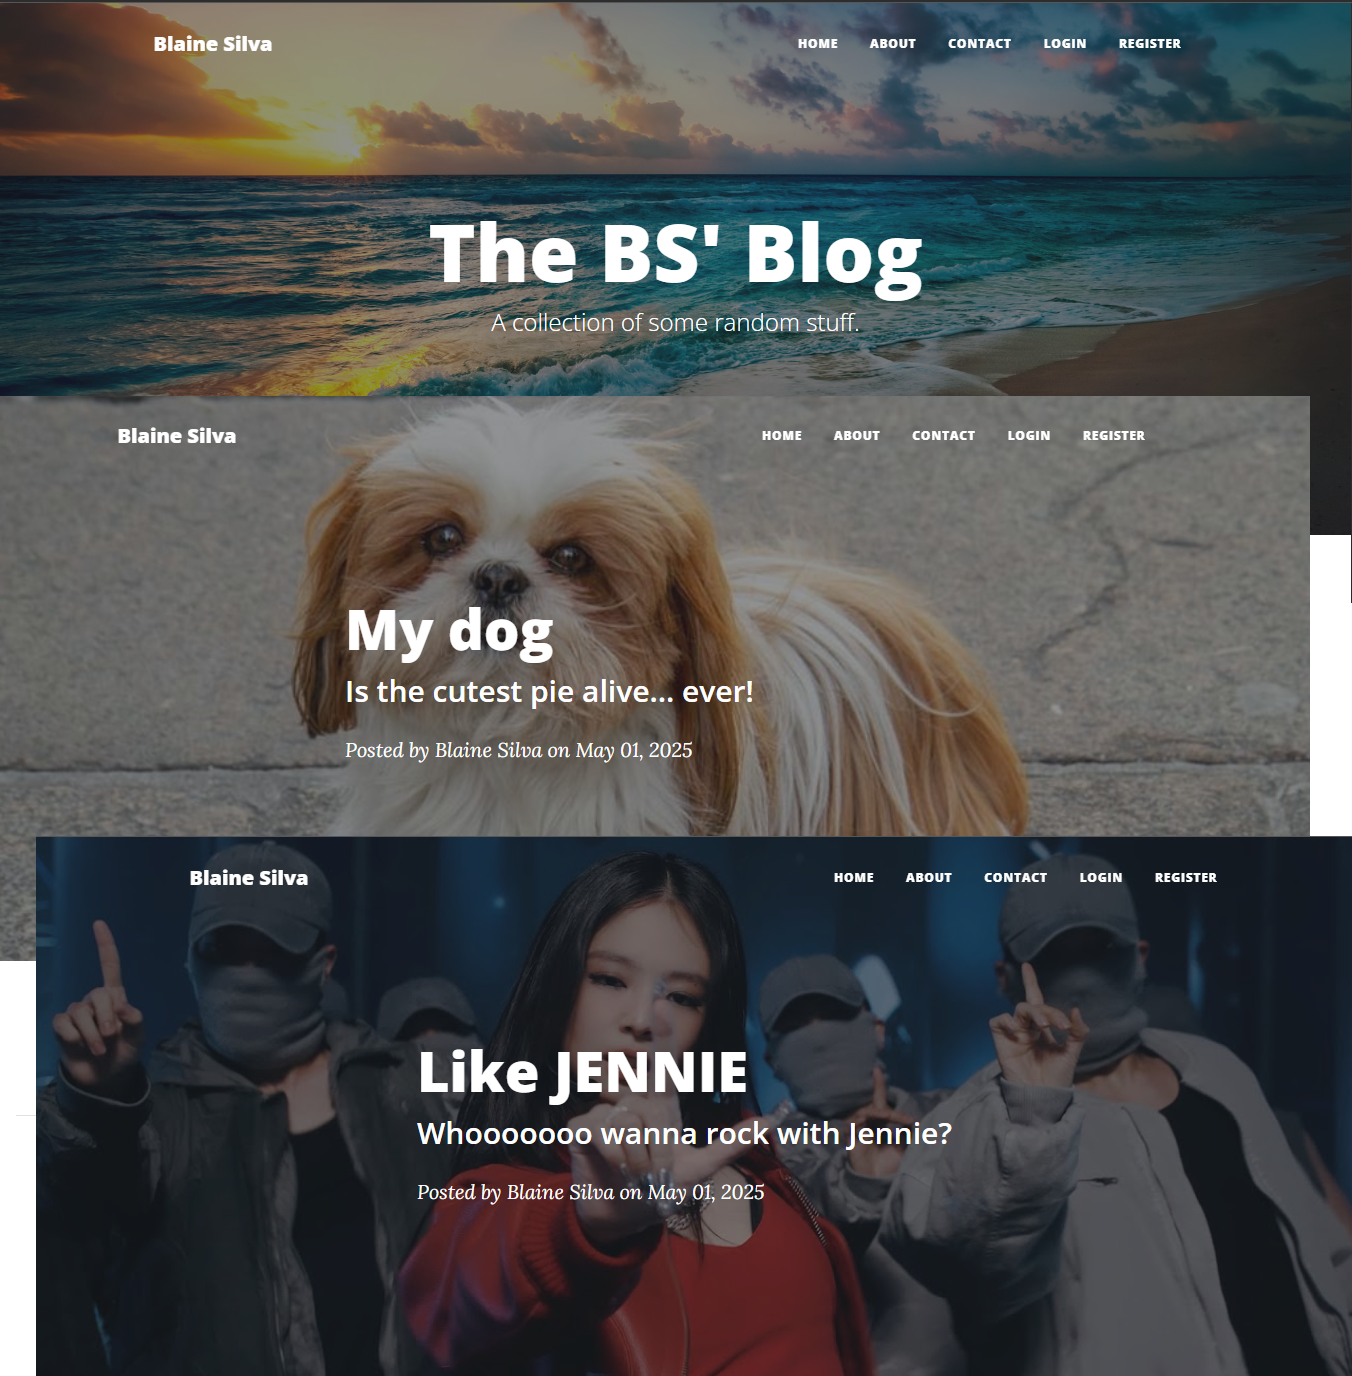 Blaine Silva HOME ABOUT CONTACT LOGIN REGISTER
The BS' Blog
A collection of some random stuff.
Blaine Silva HOME ABOUT CONTACT LOGIN REGISTER
My dog
Is the cutest pie alive... ever!
Posted by Blaine Silva on May 01, 2025
Blaine Silva HOME ABOUT CONTACT LOGIN REGISTER
Like JENNIE
Whooooooo wanna rock with Jennie?
Posted by Blaine Silva on May 01, 2025